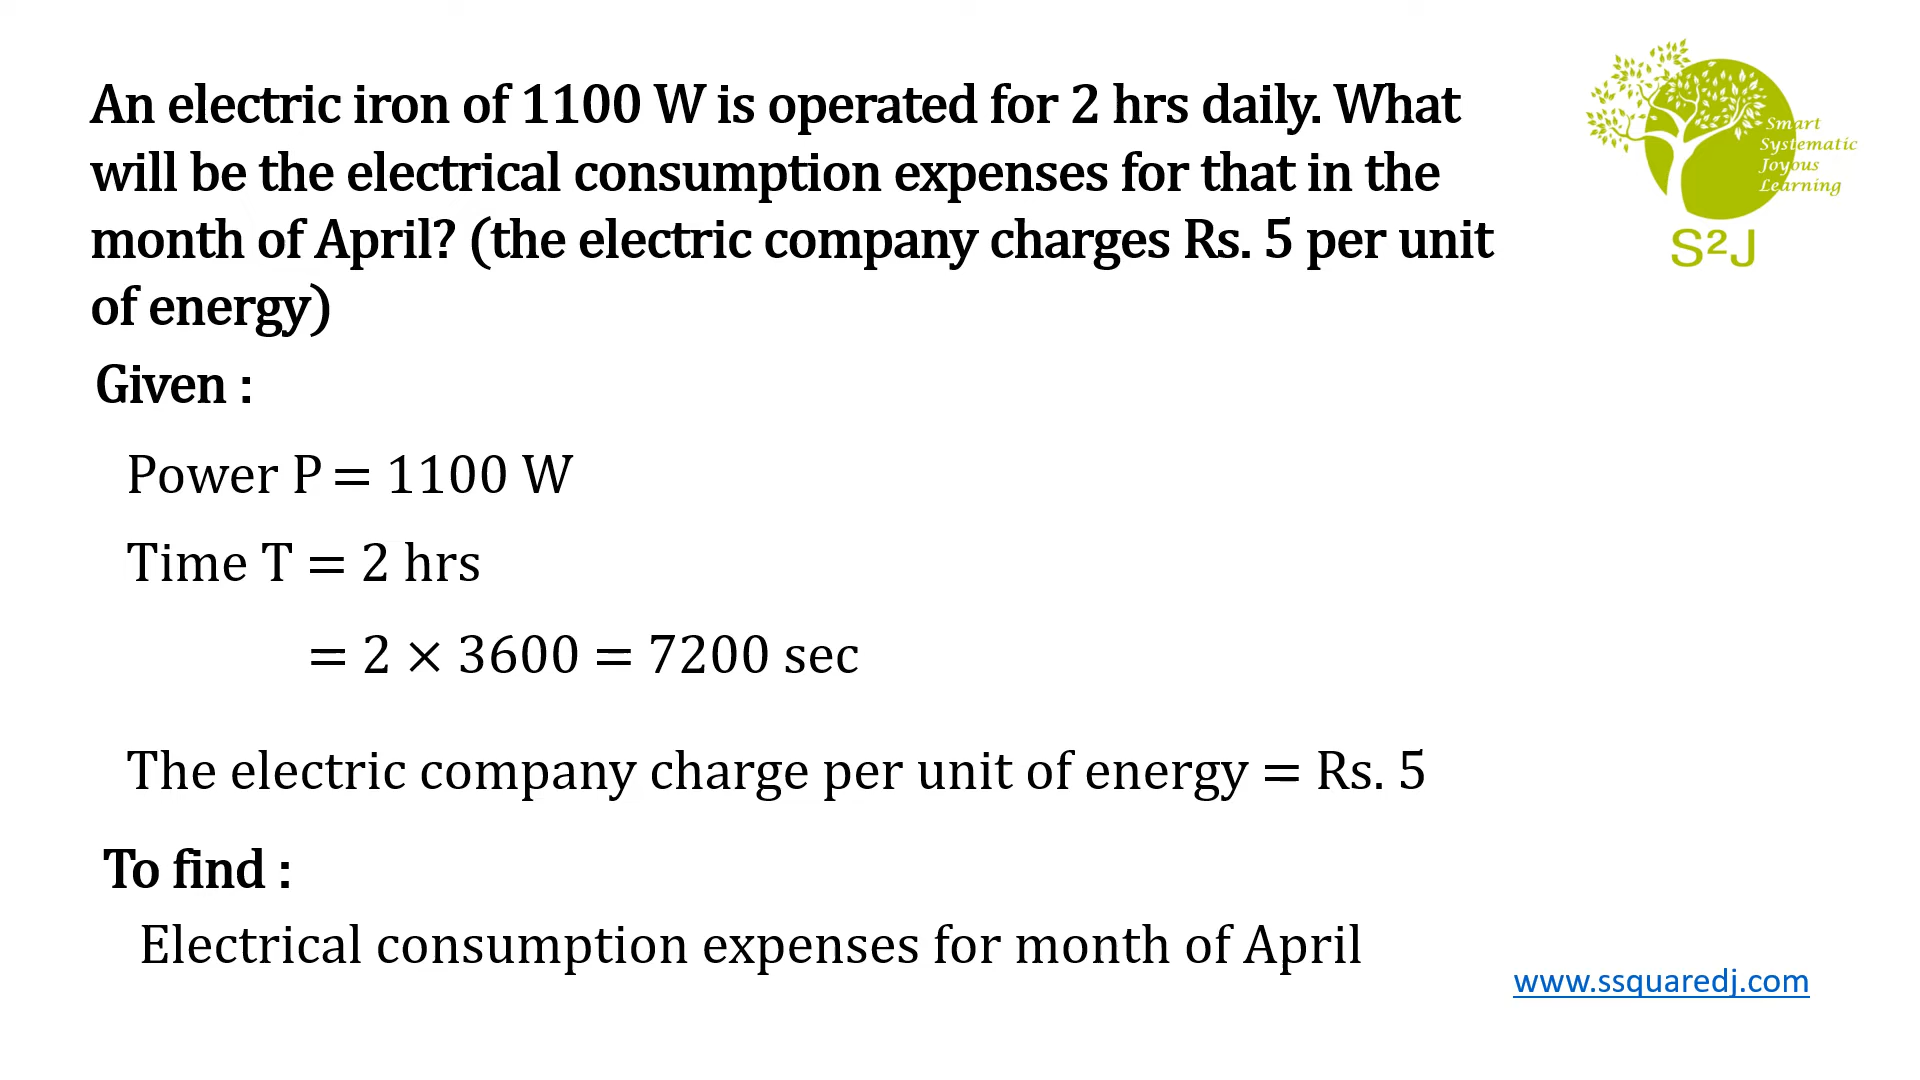 An electric iron of 1100 W is operated for 2 hrs daily. What
will be the electrical consumption expenses for that in the
month of April? (the electric company charges Rs. 5 per unit
of energy)
Smart
Systematic
Joyous
Learning
S²J
Given :
Power P = 1100 W
Time T = 2 hrs
= 2 × 3600 = 7200 sec
The electric company charge per unit of energy = Rs. 5
To find :
Electrical consumption expenses for month of April
www.ssquaredj.com